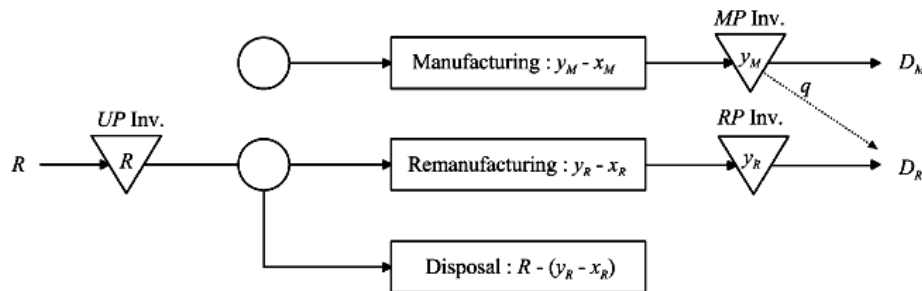 MP Inv.
Manufacturing : y_M - x_M
y_M
D_M
q
UP Inv.
RP Inv.
R
R
Remanufacturing : y_R - x_R
y_R
D_R
Disposal : R - (y_R - x_R)